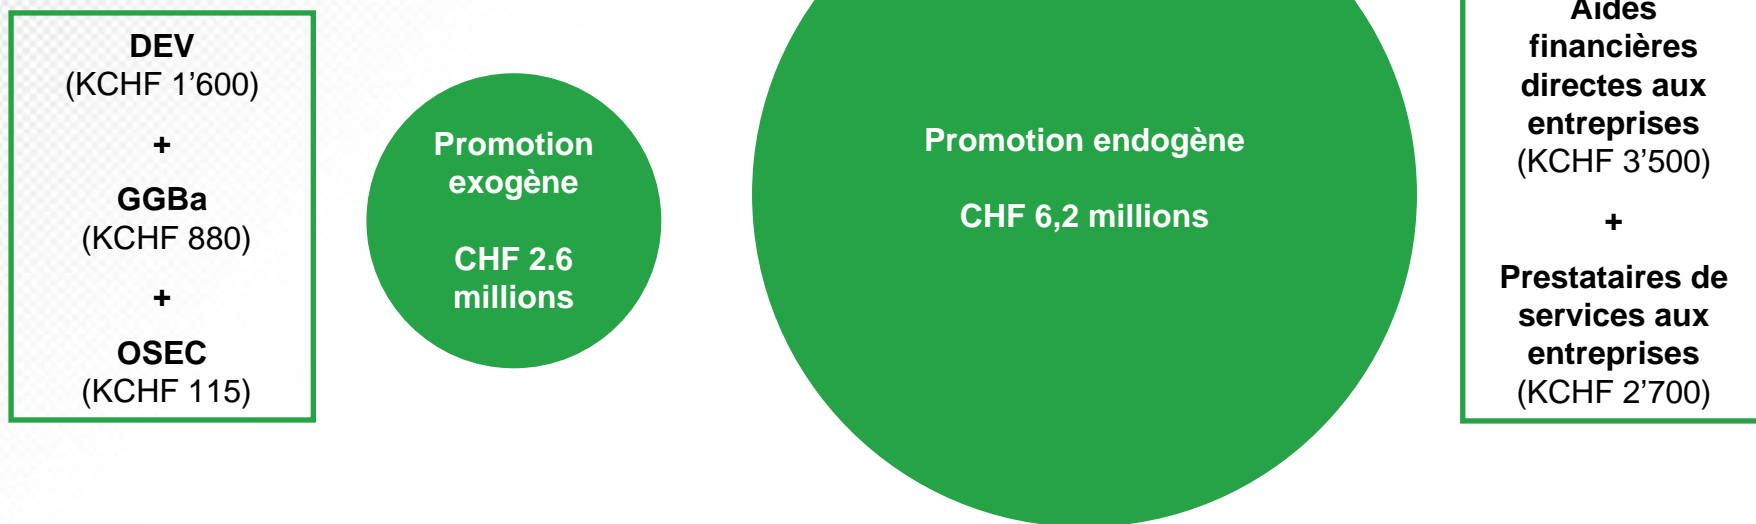 DEV
(KCHF 1’600)
+
GGBa
(KCHF 880)
+
OSEC
(KCHF 115)
Promotion
exogène
CHF 2.6
millions
Promotion endogène
CHF 6,2 millions
Aides
financières
directes aux
entreprises
(KCHF 3’500)
+
Prestataires de
services aux
entreprises
(KCHF 2’700)